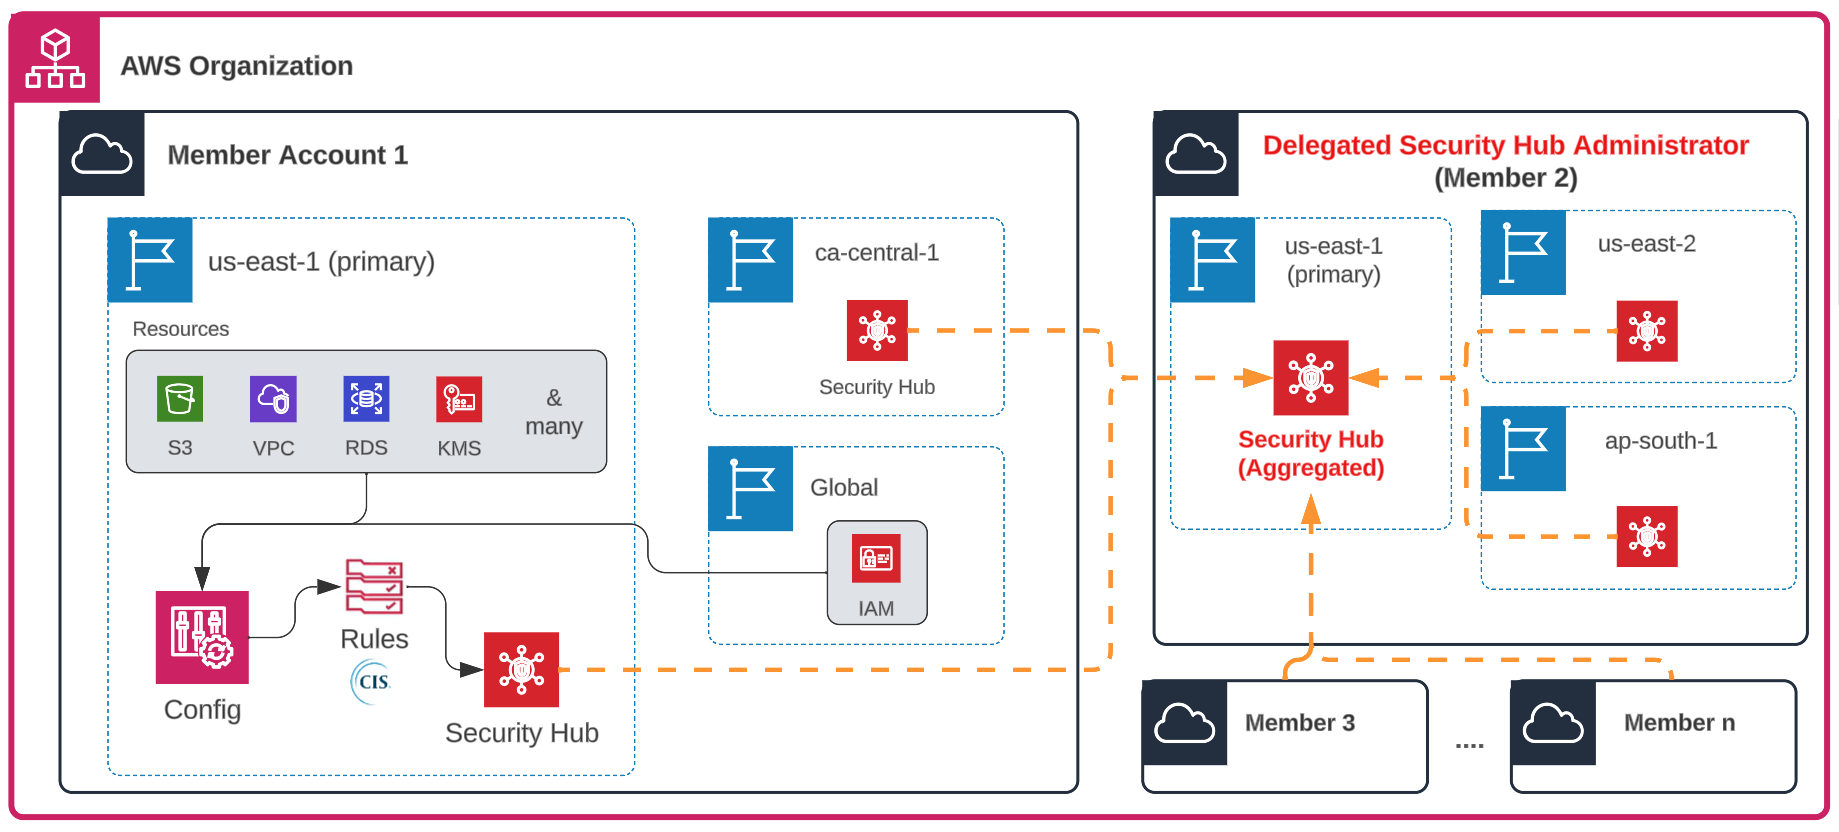 AWS Organization
Member Account 1
us-east-1 (primary)
Resources
S3
VPC
RDS
KMS
&
many
Config
Rules
CIS.
Security Hub
ca-central-1
Security Hub
Global
IAM
Delegated Security Hub Administrator
(Member 2)
us-east-1
(primary)
Security Hub
(Aggregated)
us-east-2
ap-south-1
Member 3
....
Member n